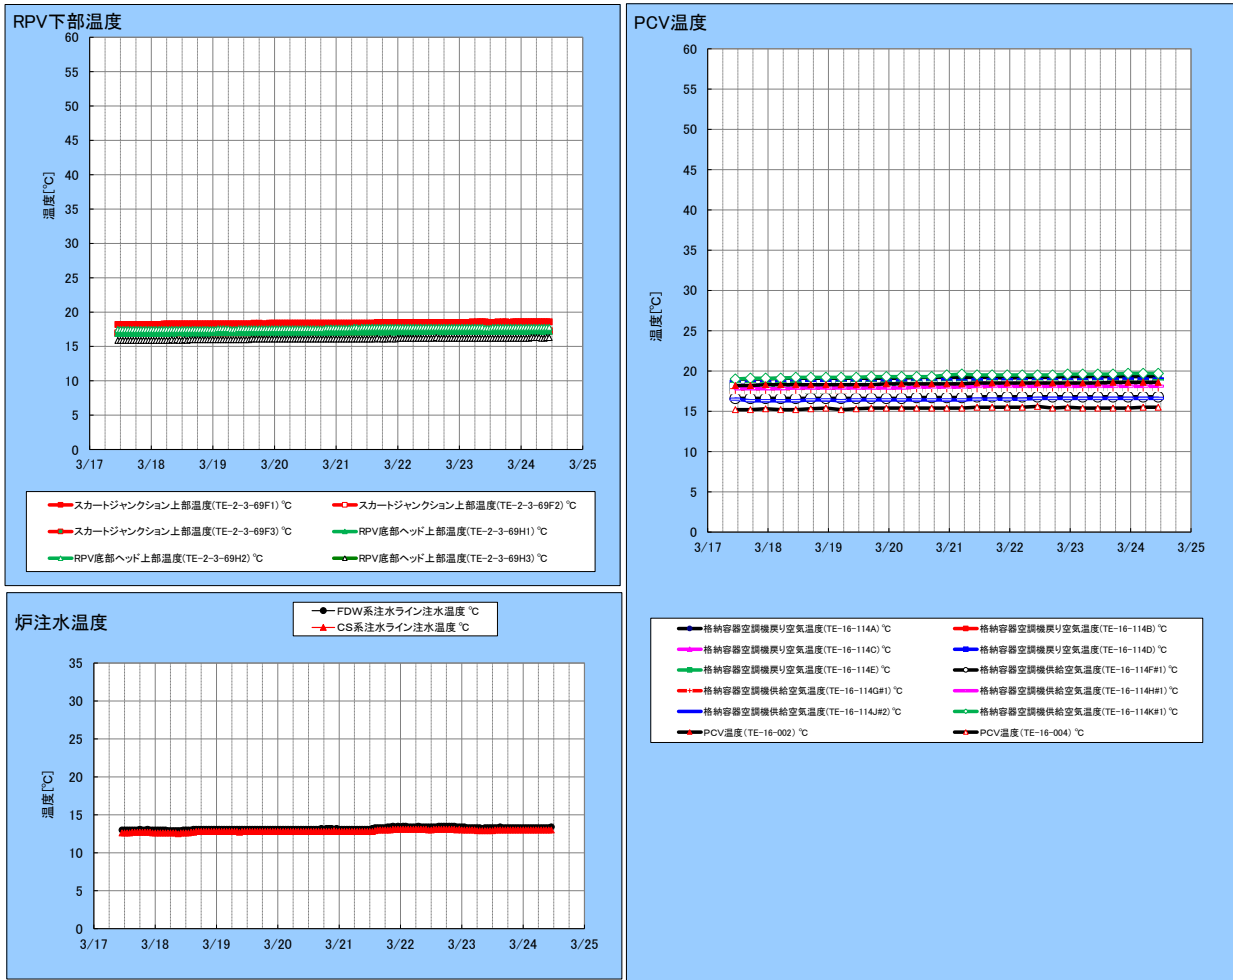 RPV下部温度
60
55
50
45
40
35
30
25
20
15
10
5
0
温度[℃]
3/17 3/18 3/19 3/20 3/21 3/22 3/23 3/24 3/25
スカートジャンクション上部温度(TE-2-3-69F1) ℃ スカートジャンクション上部温度(TE-2-3-69F2) ℃
スカートジャンクション上部温度(TE-2-3-69F3) ℃ RPV底部ヘッド上部温度(TE-2-3-69H1) ℃
RPV底部ヘッド上部温度(TE-2-3-69H2) ℃ RPV底部ヘッド上部温度(TE-2-3-69H3) ℃
炉注水温度
FDW系注水ライン注水温度 ℃
CS系注水ライン注水温度 ℃
35
30
25
20
15
10
5
0
温度[℃]
3/17 3/18 3/19 3/20 3/21 3/22 3/23 3/24 3/25
PCV温度
60
55
50
45
40
35
30
25
20
15
10
5
0
温度[℃]
3/17 3/18 3/19 3/20 3/21 3/22 3/23 3/24 3/25
格納容器空調機戻り空気温度(TE-16-114A) ℃ 格納容器空調機戻り空気温度(TE-16-114B) ℃
格納容器空調機戻り空気温度(TE-16-114C) ℃ 格納容器空調機戻り空気温度(TE-16-114D) ℃
格納容器空調機戻り空気温度(TE-16-114E) ℃ 格納容器空調機供給空気温度(TE-16-114F#1) ℃
格納容器空調機供給空気温度(TE-16-114G#1) ℃ 格納容器空調機供給空気温度(TE-16-114H#1) ℃
格納容器空調機供給空気温度(TE-16-114J#2) ℃ 格納容器空調機供給空気温度(TE-16-114K#1) ℃
PCV温度(TE-16-002) ℃ PCV温度(TE-16-004) ℃